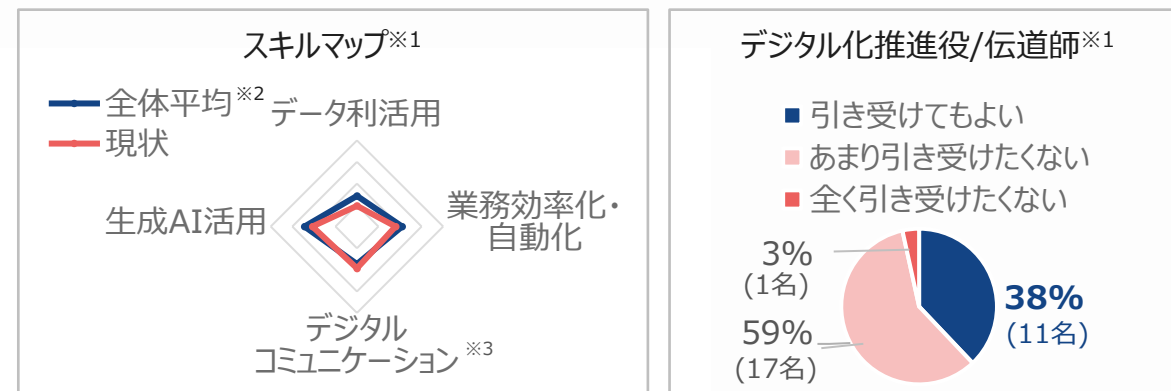 スキルマップ※1
全体平均※2
現状
データ利活用
業務効率化・
自動化
生成AI活用
デジタル
コミュニケーション※3
デジタル化推進役/伝道師※1
引き受けてもよい
あまり引き受けたくない
全く引き受けたくない
3%
(1名)
38%
(11名)
59%
(17名)